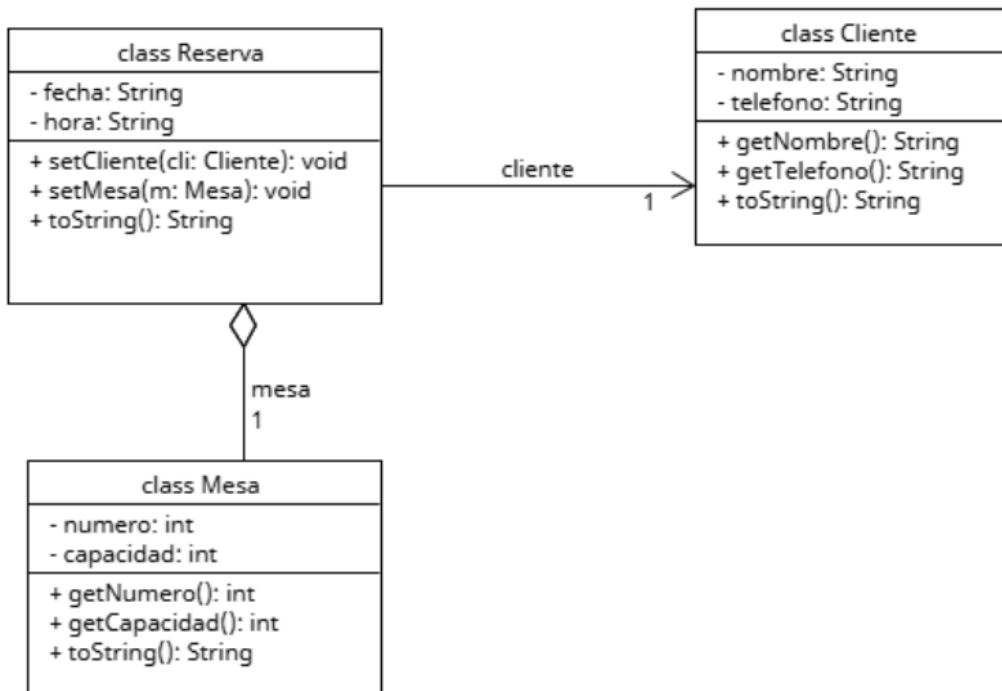 class Reserva
- fecha: String
- hora: String
+ setCliente(cli: Cliente): void
+ setMesa(m: Mesa): void
+ toString(): String
cliente
1
class Cliente
- nombre: String
- telefono: String
+ getNombre(): String
+ getTelefono(): String
+ toString(): String
mesa
1
class Mesa
- numero: int
- capacidad: int
+ getNumero(): int
+ getCapacidad(): int
+ toString(): String